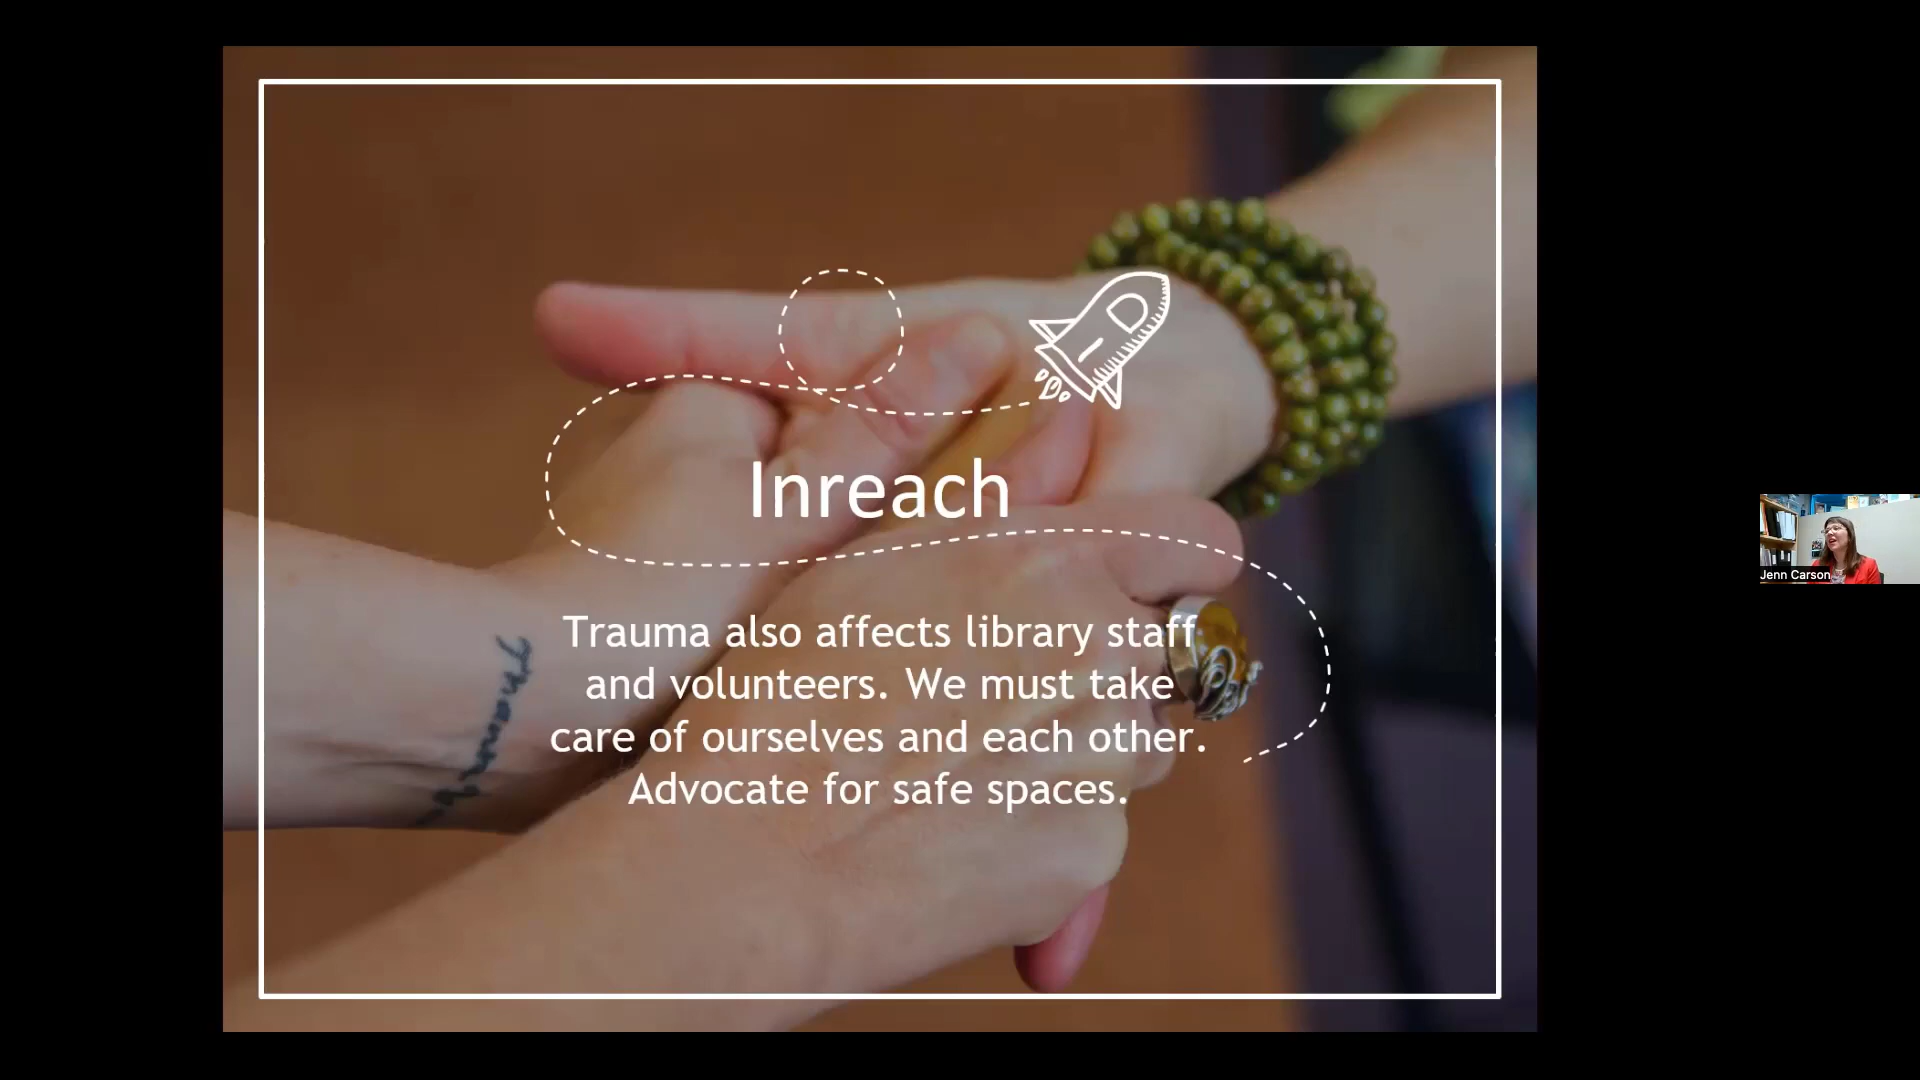 Inreach
Trauma also affects library staff
and volunteers. We must take
care of ourselves and each other.
Advocate for safe spaces.
Jenn Carson